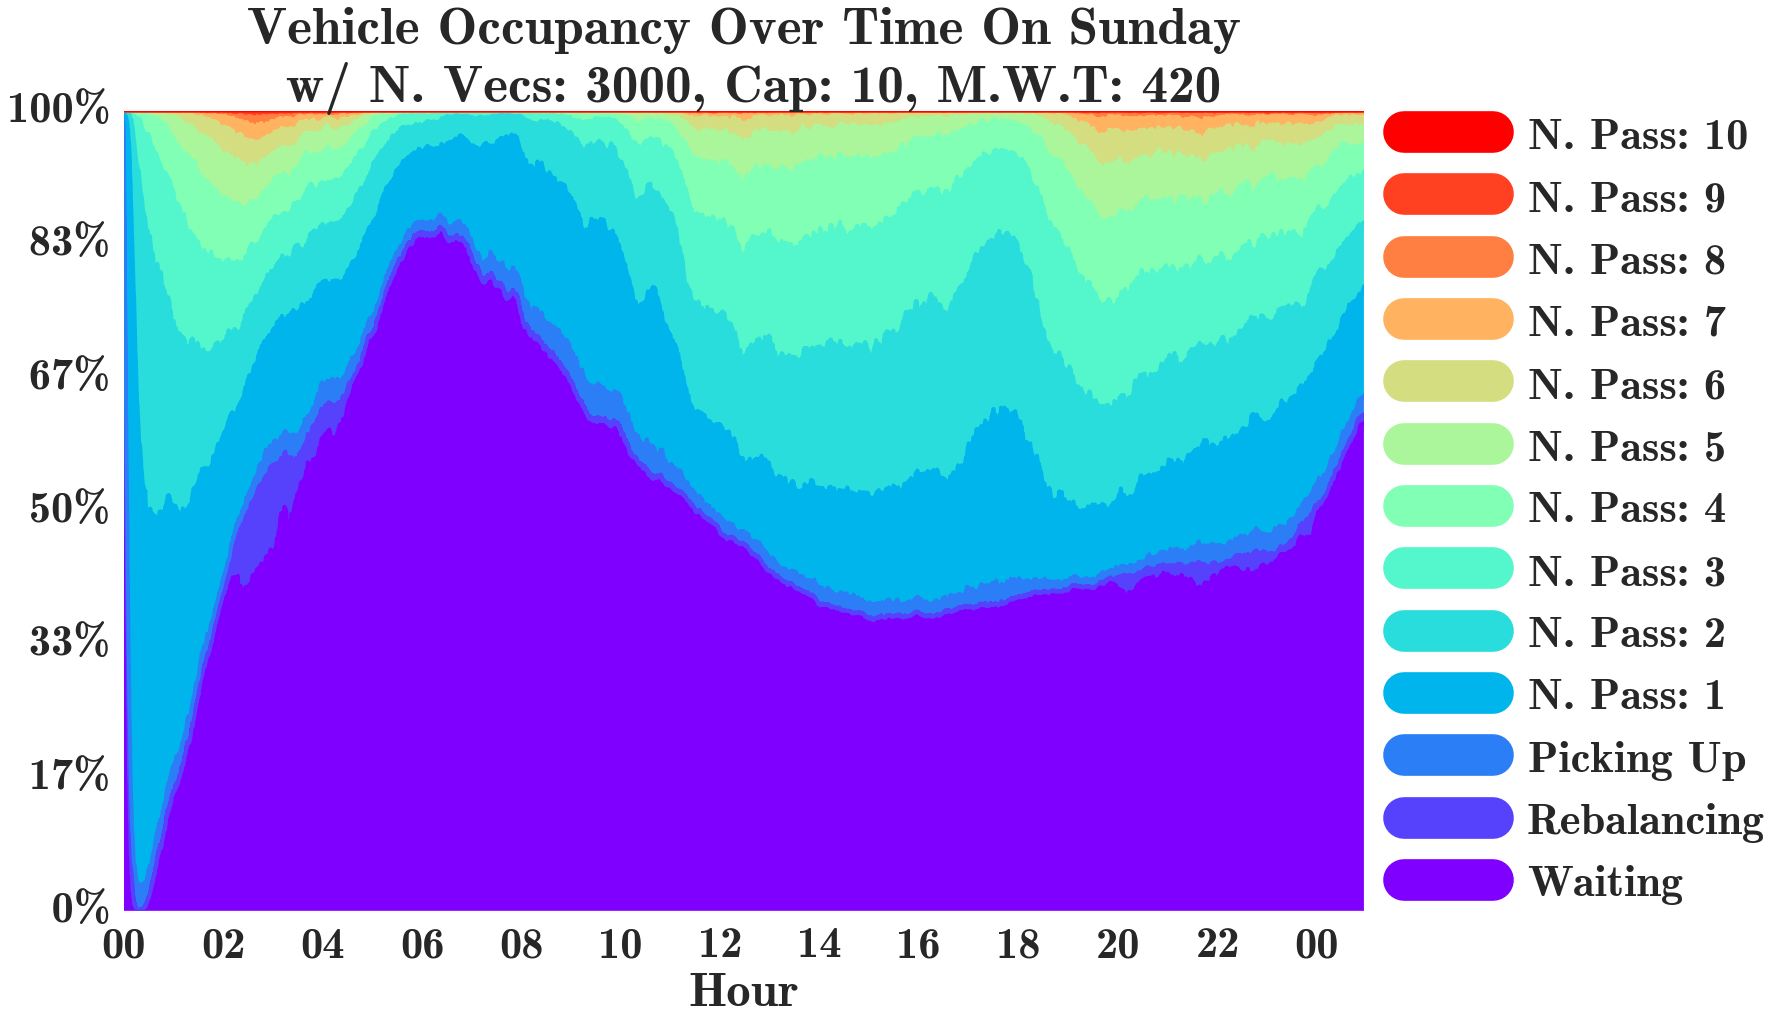 Vehicle Occupancy Over Time On Sunday
w/ N. Vecs: 3000, Cap: 10, M.W.T: 420
100%
83%
67%
50%
33%
17%
0%
00 02 04 06 08 10 12 14 16 18 20 22 00
Hour
N. Pass: 10
N. Pass: 9
N. Pass: 8
N. Pass: 7
N. Pass: 6
N. Pass: 5
N. Pass: 4
N. Pass: 3
N. Pass: 2
N. Pass: 1
Picking Up
Rebalancing
Waiting